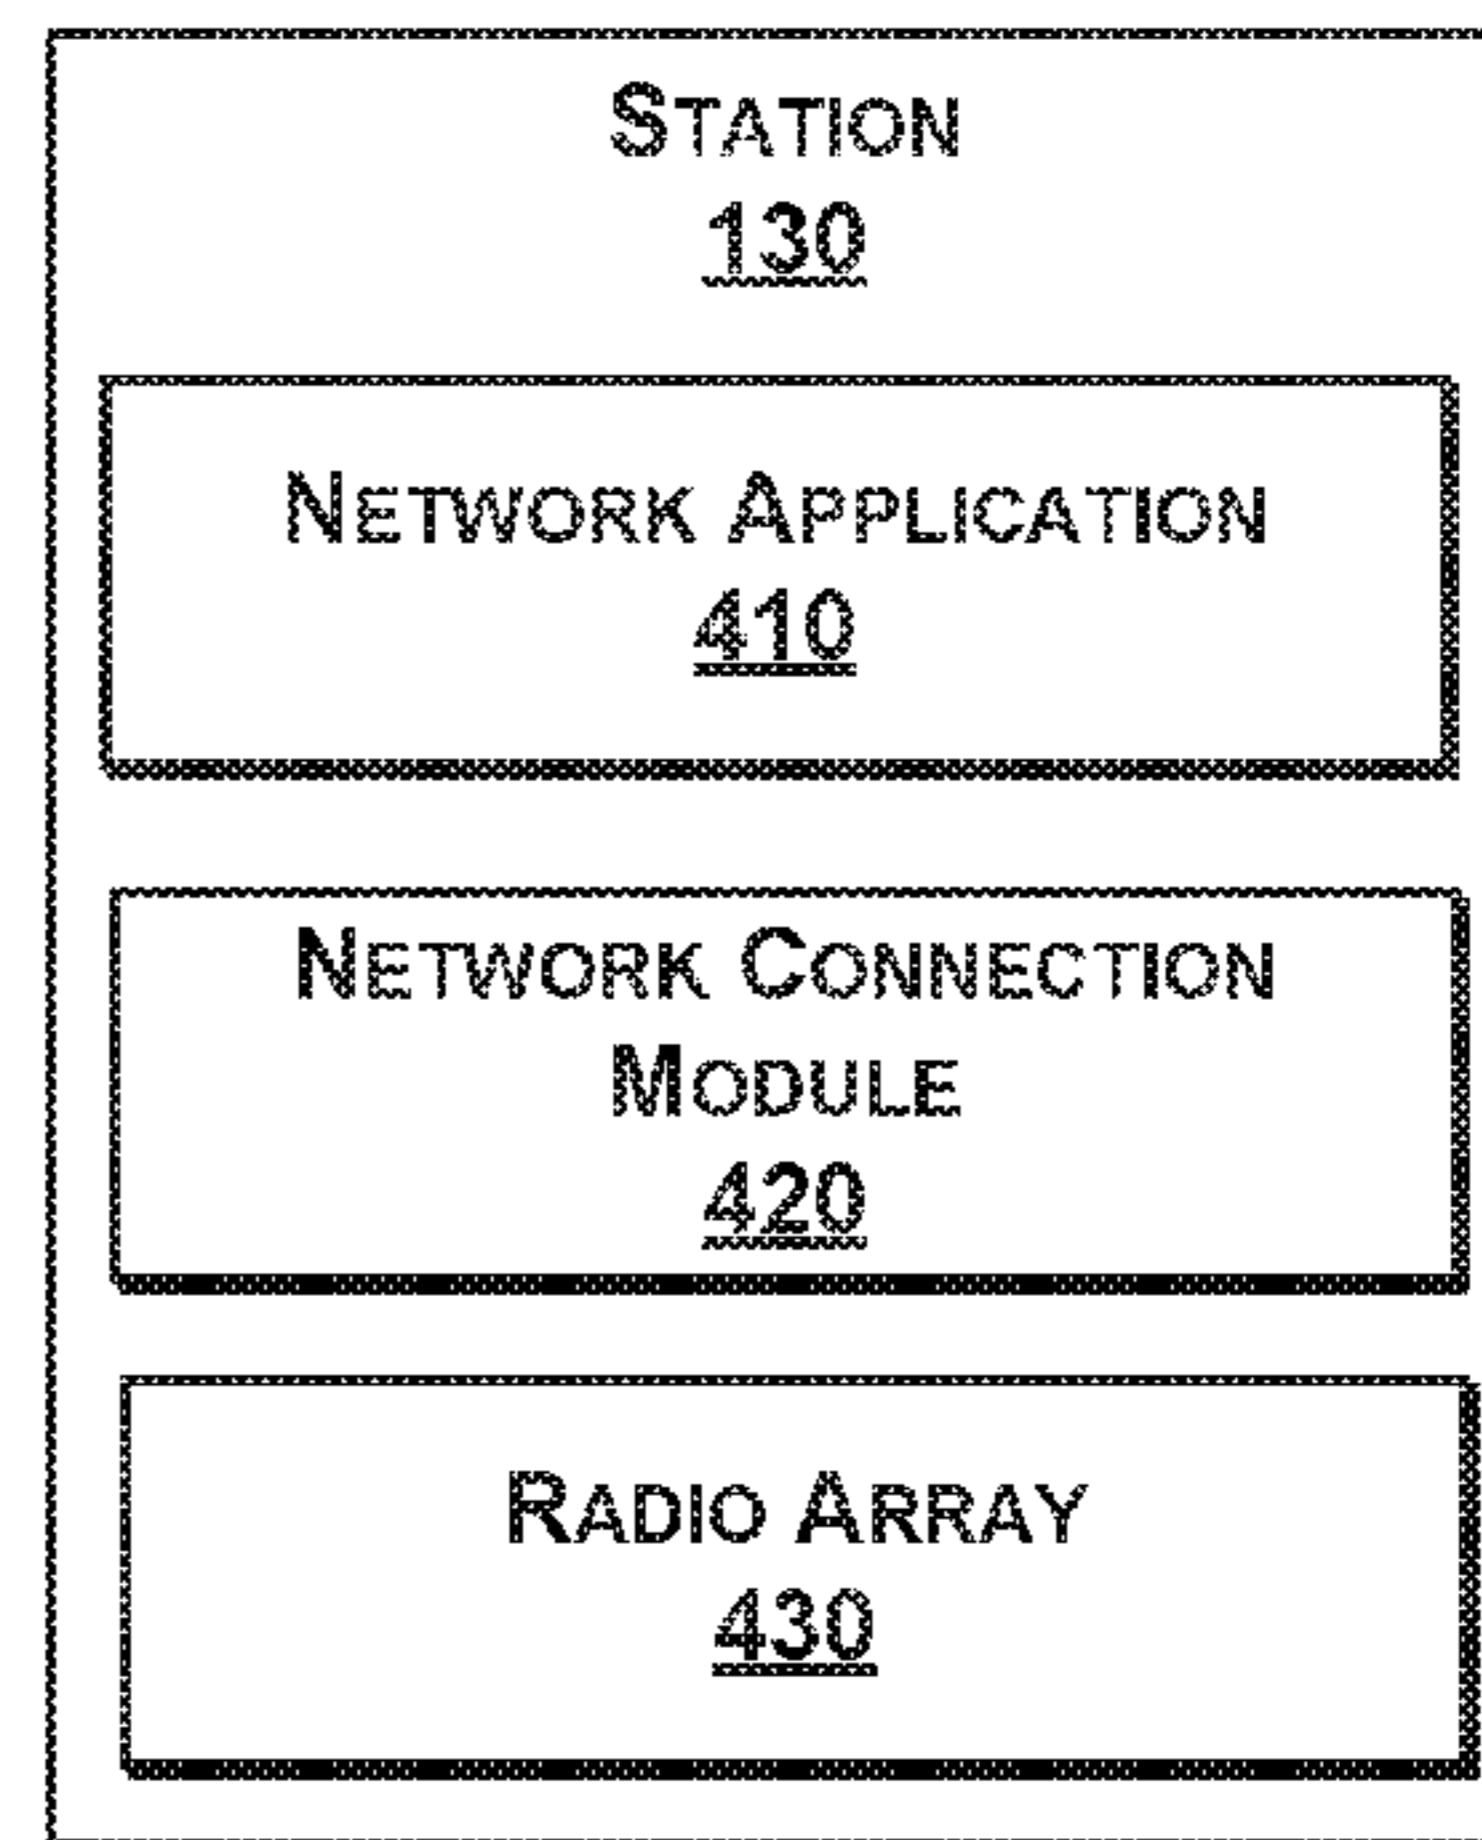 STATION
130
NETWORK APPLICATION
410
NETWORK CONNECTION
MODULE
420
RADIO ARRAY
430